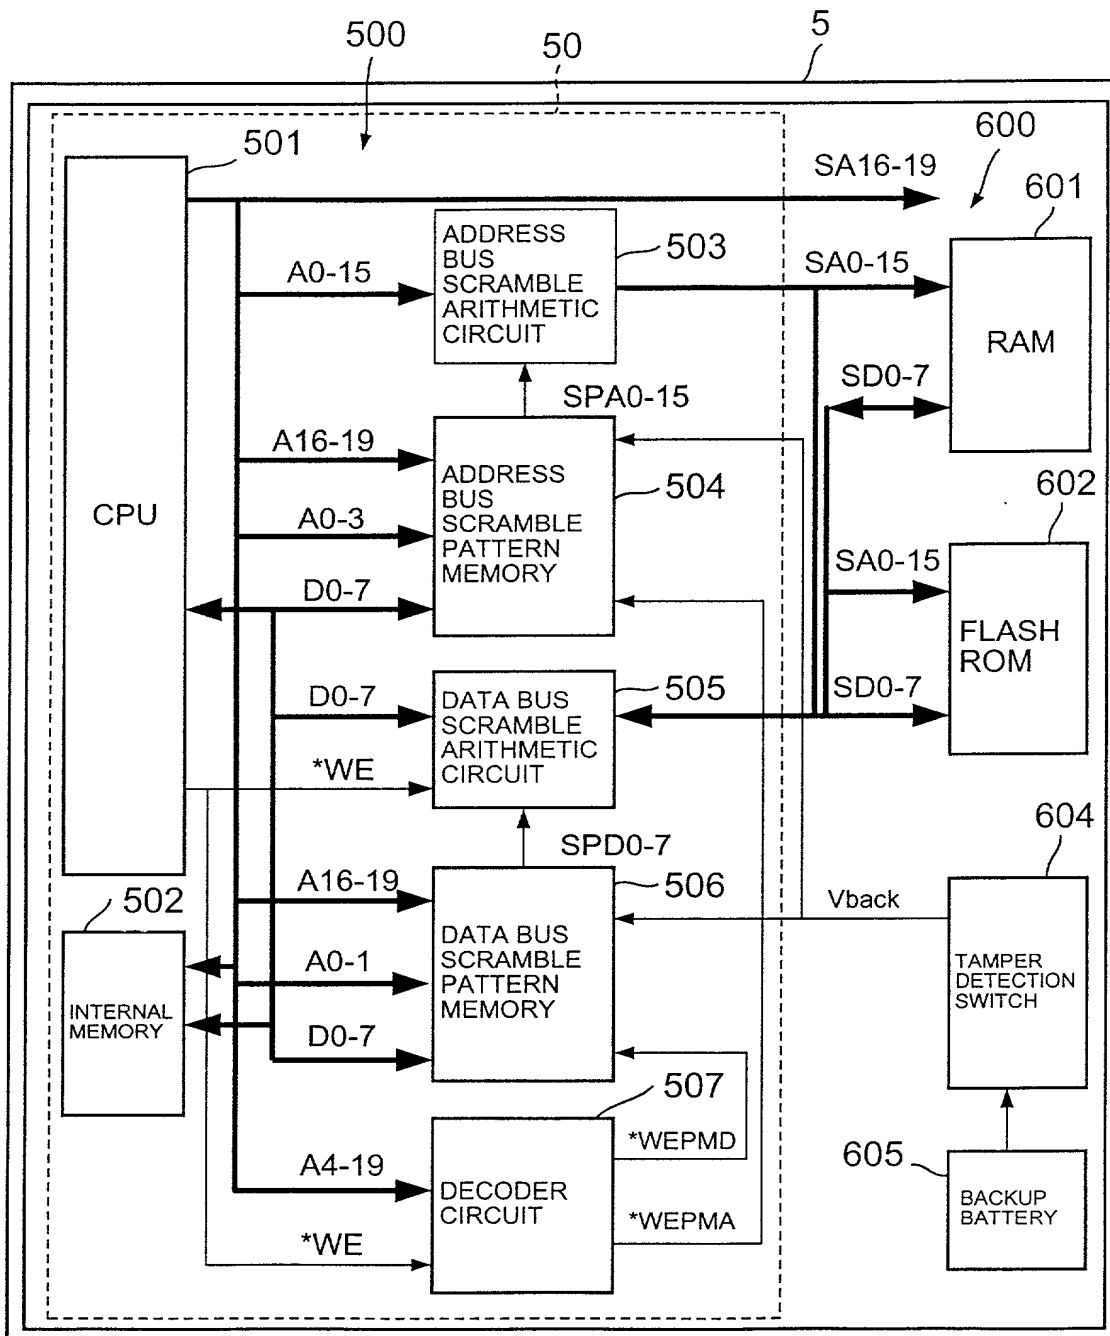 5
500
50
501
600
SA16-19
601
ADDRESS
BUS
SCRAMBLE
ARITHMETIC
CIRCUIT
503
A0-15
SA0-15
RAM
SPA0-15
SD0-7
A16-19
ADDRESS
BUS
SCRAMBLE
PATTERN
MEMORY
504
602
CPU
A0-3
SA0-15
D0-7
FLASH
ROM
D0-7
DATA BUS
SCRAMBLE
ARITHMETIC
CIRCUIT
505
SD0-7
*WE
SPD0-7
604
A16-19
506
Vback
502
DATA BUS
SCRAMBLE
PATTERN
MEMORY
TAMPER
DETECTION
SWITCH
A0-1
INTERNAL
MEMORY
D0-7
507
*WEPMD
605
A4-19
DECODER
CIRCUIT
BACKUP
BATTERY
*WEPMA
*WE